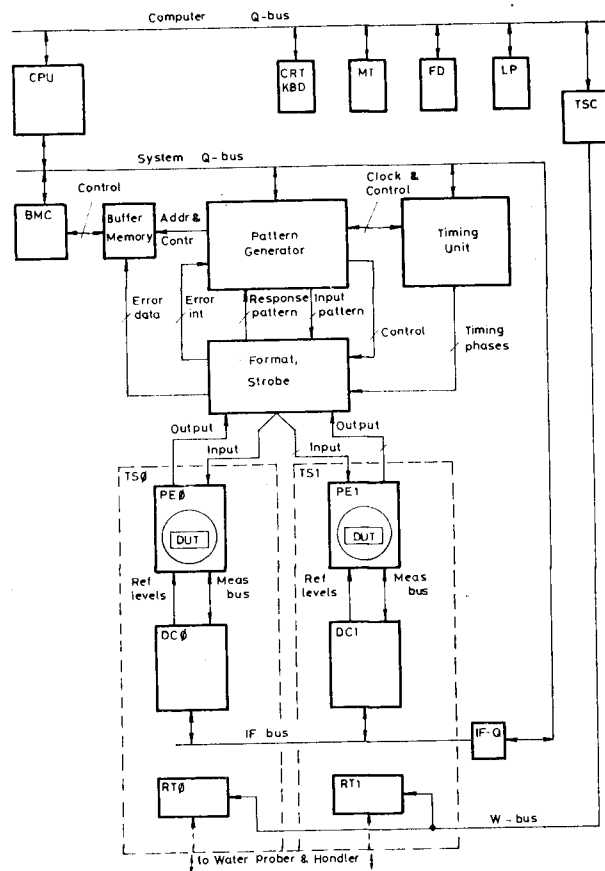 Computer Q-bus
CPU
CRT
KBD
MT
FD
LP
TSC
System Q-bus
Control
BMC
Buffer
Memory
Addr &
Contr
Pattern
Generator
Clock &
Control
Timing
Unit
Error
data
Error
int
Response
pattern
Input
pattern
Control
Timing
phases
Format,
Strobe
Output
Input
Input
Output
TSØ
TS1
PEØ
PE1
DUT
DUT
Ref
levels
Meas
bus
Ref
levels
Meas
bus
DCØ
DC1
IF bus
IF-Q
RTØ
RT1
W-bus
to Water Prober & Handler